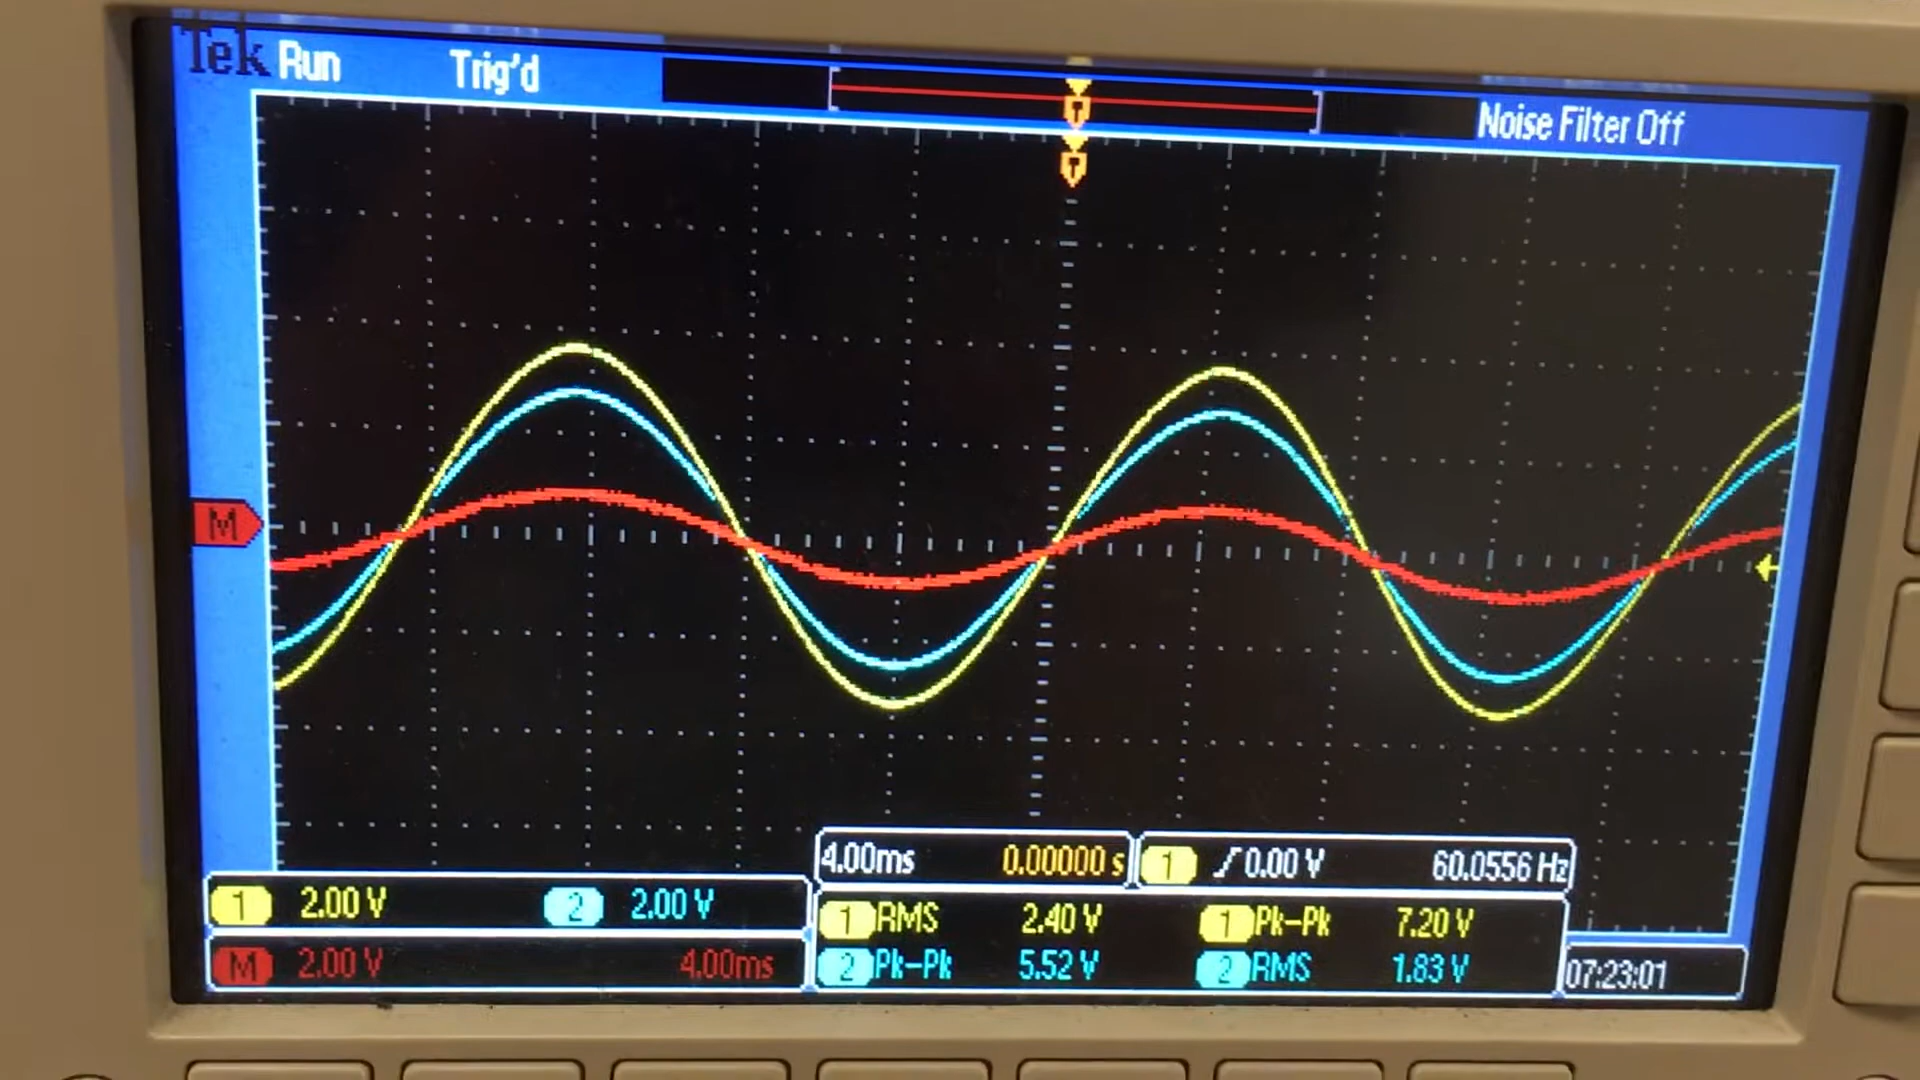 Tek Run Trig'd
Noise Filter Off
T
T
M
4.00ms 0.00000 s 1 0.00 V 60.0556 Hz
1 2.00 V 2 2.00 V
1 RMS 2.40 V 1 Pk-Pk 7.20 V
M 2.00 V 4.00ms
2 Pk-Pk 5.52 V 2 RMS 1.83 V
07:23:01